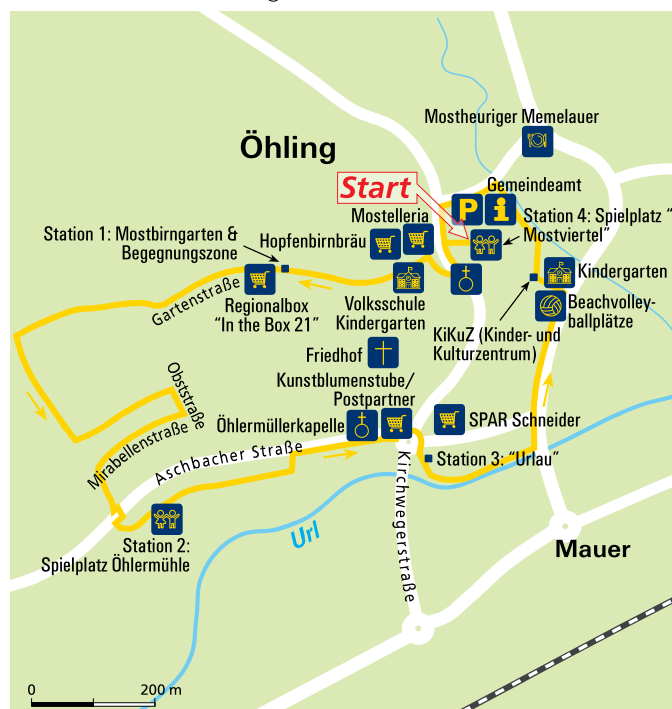 Mostheuriger Memelauer
Öhling
Gemeindeamt
Start
P
i
Station 4: Spielplatz “
Mostviertel”
Mostelleria
Station 1: Mostbirngarten &
Begegnungszone
Hopfenbirnbräu
Kindergarten
Gartenstraße
Regionalbox
“In the Box 21”
Volksschule
Kindergarten
Beachvolley-
ballplätze
KiKuZ (Kinder- und
Kulturzentrum)
Friedhof
Obststraße
Kunstblumenstube/
Postpartner
Mirabellenstraße
Öhlermüllerkapelle
SPAR Schneider
Aschbacher Straße
Kirchwegerstraße
Station 3: “Urlau”
Url
Station 2:
Spielplatz Öhlermühle
Mauer
0 200 m